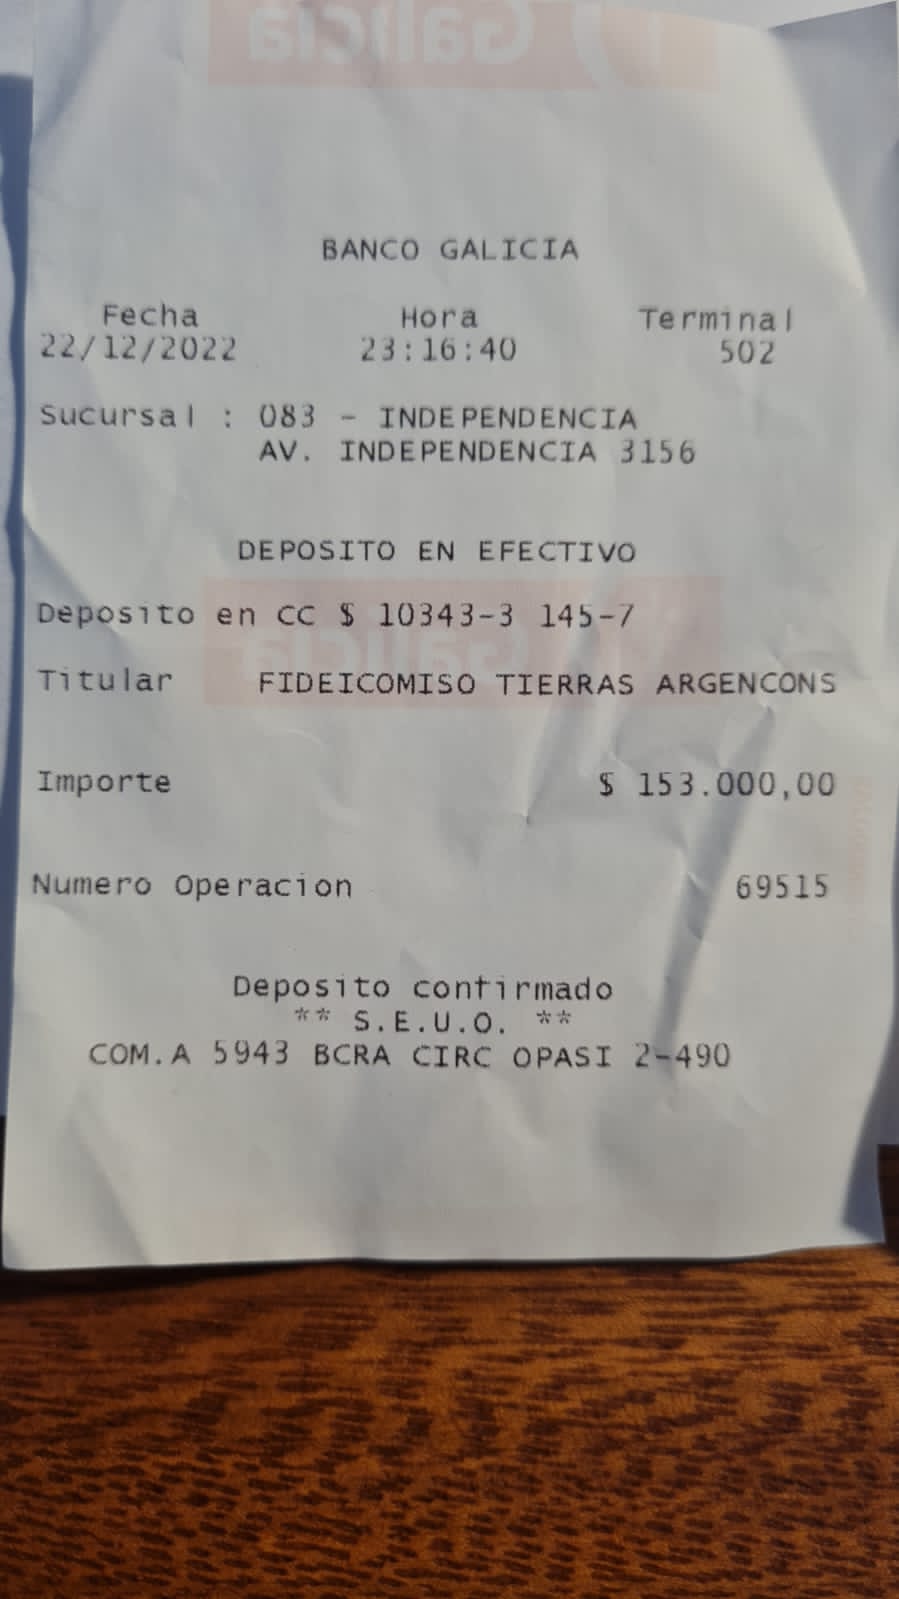 BANCO GALICIA
Fecha Hora Terminal
22/12/2022 23:16:40 502
Sucursal : 083 - INDEPENDENCIA
AV. INDEPENDENCIA 3156
DEPOSITO EN EFECTIVO
Deposito en CC $ 10343-3 145-7
Titular FIDEICOMISO TIERRAS ARGENCONS
Importe $ 153.000,00
Numero Operacion 69515
Deposito confirmado
** S.E.U.O. **
COM.A 5943 BCRA CIRC OPASI 2-490